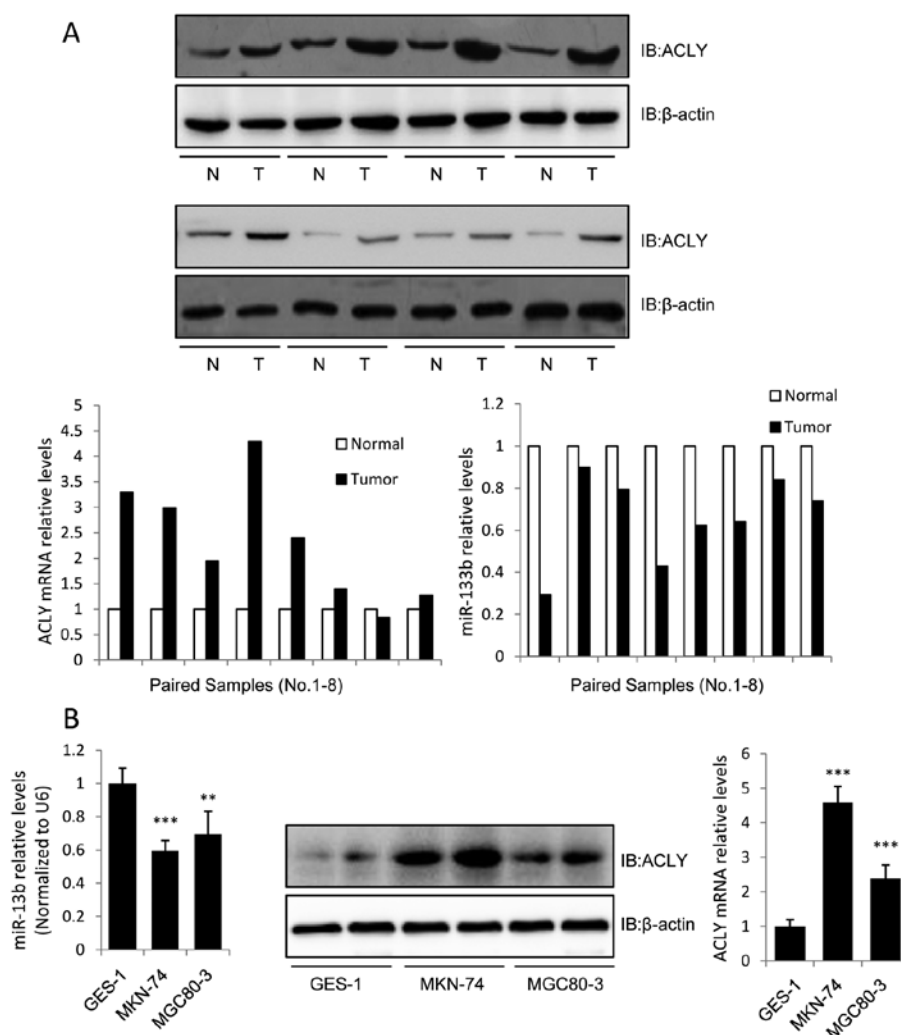 A
IB:ACLY
IB:β-actin
N T N T N T N T
IB:ACLY
IB:β-actin
N T N T N T N T
ACLY mRNA relative levels
5
4.5
4
3.5
3
2.5
2
1.5
1
0.5
0
Normal
Tumor
Paired Samples (No.1-8)
miR-133b relative levels
1.2
1
0.8
0.6
0.4
0.2
0
Normal
Tumor
Paired Samples (No.1-8)
B
miR-13b relative levels
(Normalized to U6)
1.2
1
0.8
0.6
0.4
0.2
0
***
**
GES-1
MKN-74
MGC80-3
IB:ACLY
IB:β-actin
GES-1 MKN-74 MGC80-3
ACLY mRNA relative levels
6
5
4
3
2
1
0
***
***
GES-1
MKN-74
MGC80-3